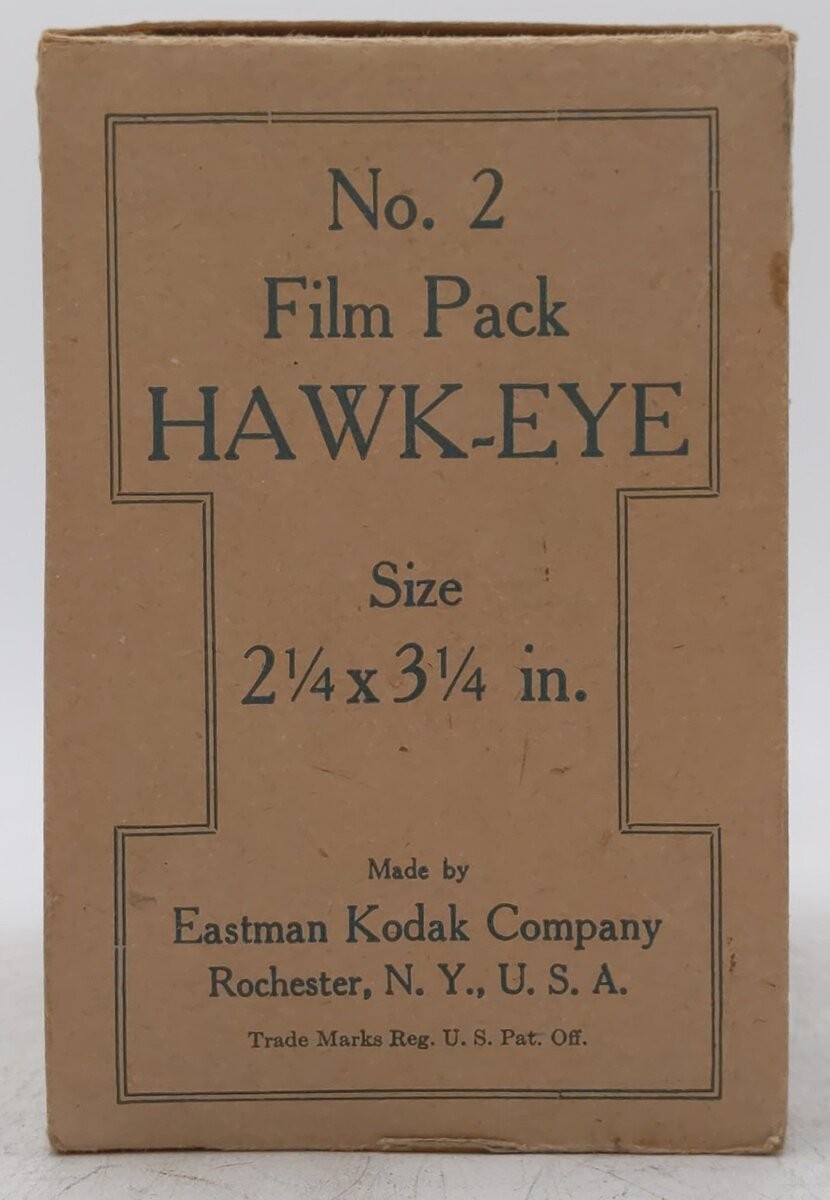 No. 2
Film Pack
HAWK-EYE
Size
2¼ x 3¼ in.
Made by
Eastman Kodak Company
Rochester, N. Y., U. S. A.
Trade Marks Reg. U. S. Pat. Off.